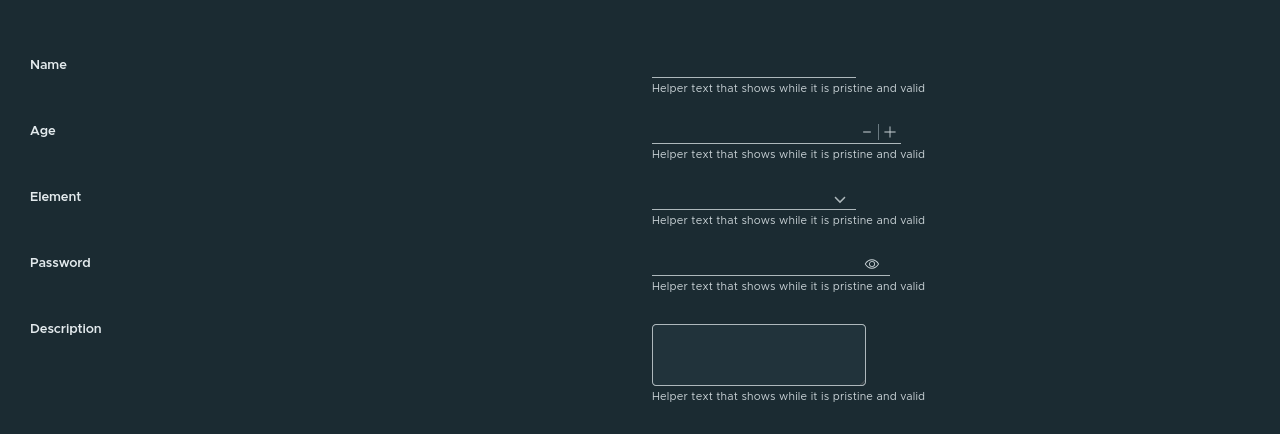 Name
Helper text that shows while it is pristine and valid
Age
Helper text that shows while it is pristine and valid
Element
Helper text that shows while it is pristine and valid
Password
Helper text that shows while it is pristine and valid
Description
Helper text that shows while it is pristine and valid